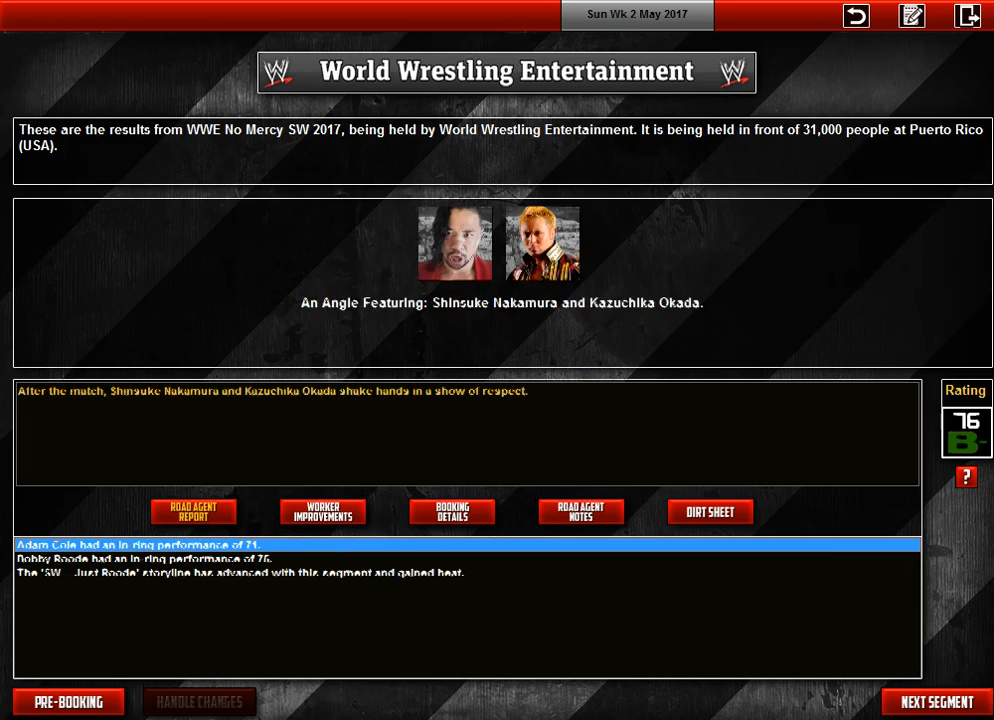 Sun Wk 2 May 2017
World Wrestling Entertainment
These are the results from WWE No Mercy SW 2017, being held by World Wrestling Entertainment. It is being held in front of 31,000 people at Puerto Rico
(USA).
An Angle Featuring: Shinsuke Nakamura and Kazuchika Okada.
After the match, Shinsuke Nakamura and Kazuchika Okada shake hands in a show of respect.
Rating
76
B-
?
ROAD AGENT
REPORT
WORKER
IMPROVEMENTS
BOOKING
DETAILS
ROAD AGENT
NOTES
DIRT SHEET
Adam Cole had an in ring performance of 71.
Bobby Roode had an in ring performance of 75.
The 'SW Just Roode' storyline has advanced with this segment and gained heat.
PRE-BOOKING
HANDLE CHANGES
NEXT SEGMENT